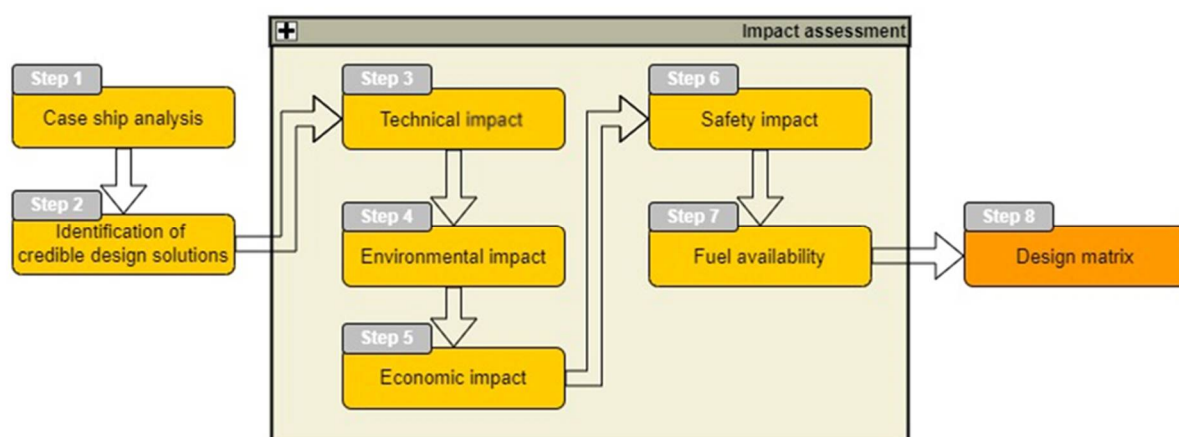 Impact assessment
Step 1
Case ship analysis
Step 2
Identification of
credible design solutions
Step 3
Technical impact
Step 4
Environmental impact
Step 5
Economic impact
Step 6
Safety impact
Step 7
Fuel availability
Step 8
Design matrix